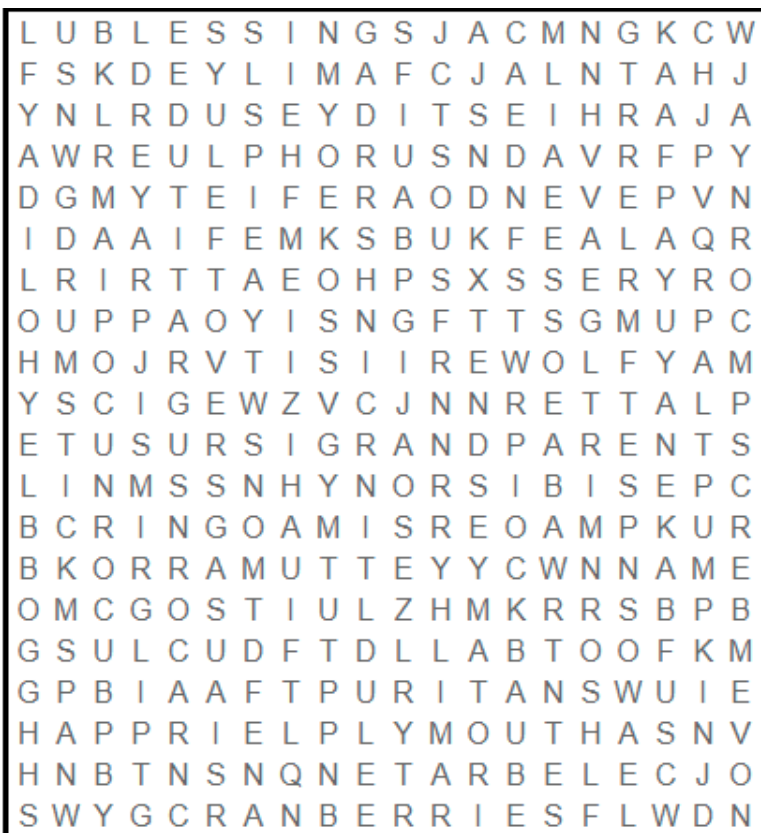 L U B L E S S I N G S J A C M N G K C W
F S K D E Y L I M A F C J A L N T A H J
Y N L R D U S E Y D I T S E I H R A J A
A W R E U L P H O R U S N D A V R F P Y
D G M Y T E I F E R A O D N E V E P V N
I D A A I F E M K S B U K F E A L A Q R
L R I R T T A E O H P S X S S E R Y R O
O U P P A O Y I S N G F T T S G M U P C
H M O J R V T I S I I R E W O L F Y A M
Y S C I G E W Z V C J N N R E T T A L P
E T U S U R S I G R A N D P A R E N T S
L I N M S S N H Y N O R S I B I S E P C
B C R I N G O A M I S R E O A M P K U R
B K O R R A M U T T E Y Y C W N N A M E
O M C G O S T I U L Z H M K R R S B P B
G S U L C U D F T D L L A B T O O F K M
G P B I A A F T P U R I T A N S W U I E
H A P P R I E L P L Y M O U T H A S N V
H N B T N S N Q N E T A R B E L E C J O
S W Y G C R A N B E R R I E S F L W D N